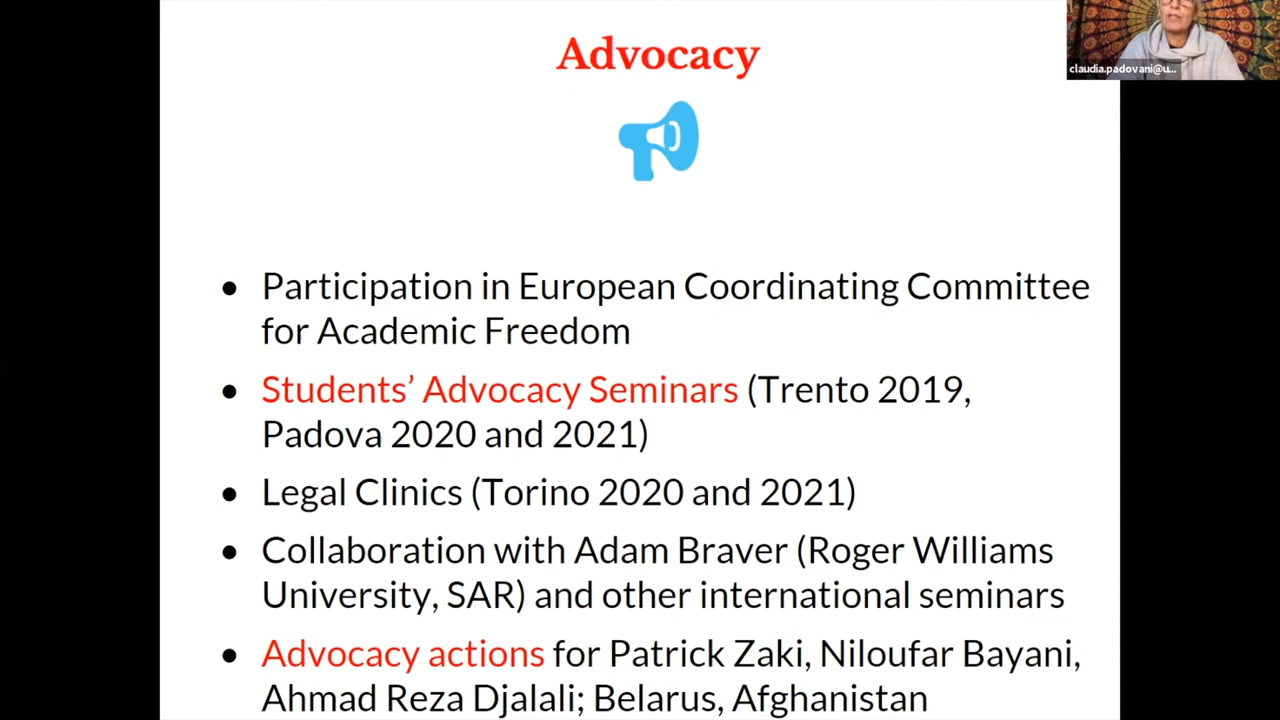 Advocacy
claudia.padovani@u...
• Participation in European Coordinating Committee
for Academic Freedom
• Students’ Advocacy Seminars (Trento 2019,
Padova 2020 and 2021)
• Legal Clinics (Torino 2020 and 2021)
• Collaboration with Adam Braver (Roger Williams
University, SAR) and other international seminars
• Advocacy actions for Patrick Zaki, Niloufar Bayani,
Ahmad Reza Djalali; Belarus, Afghanistan